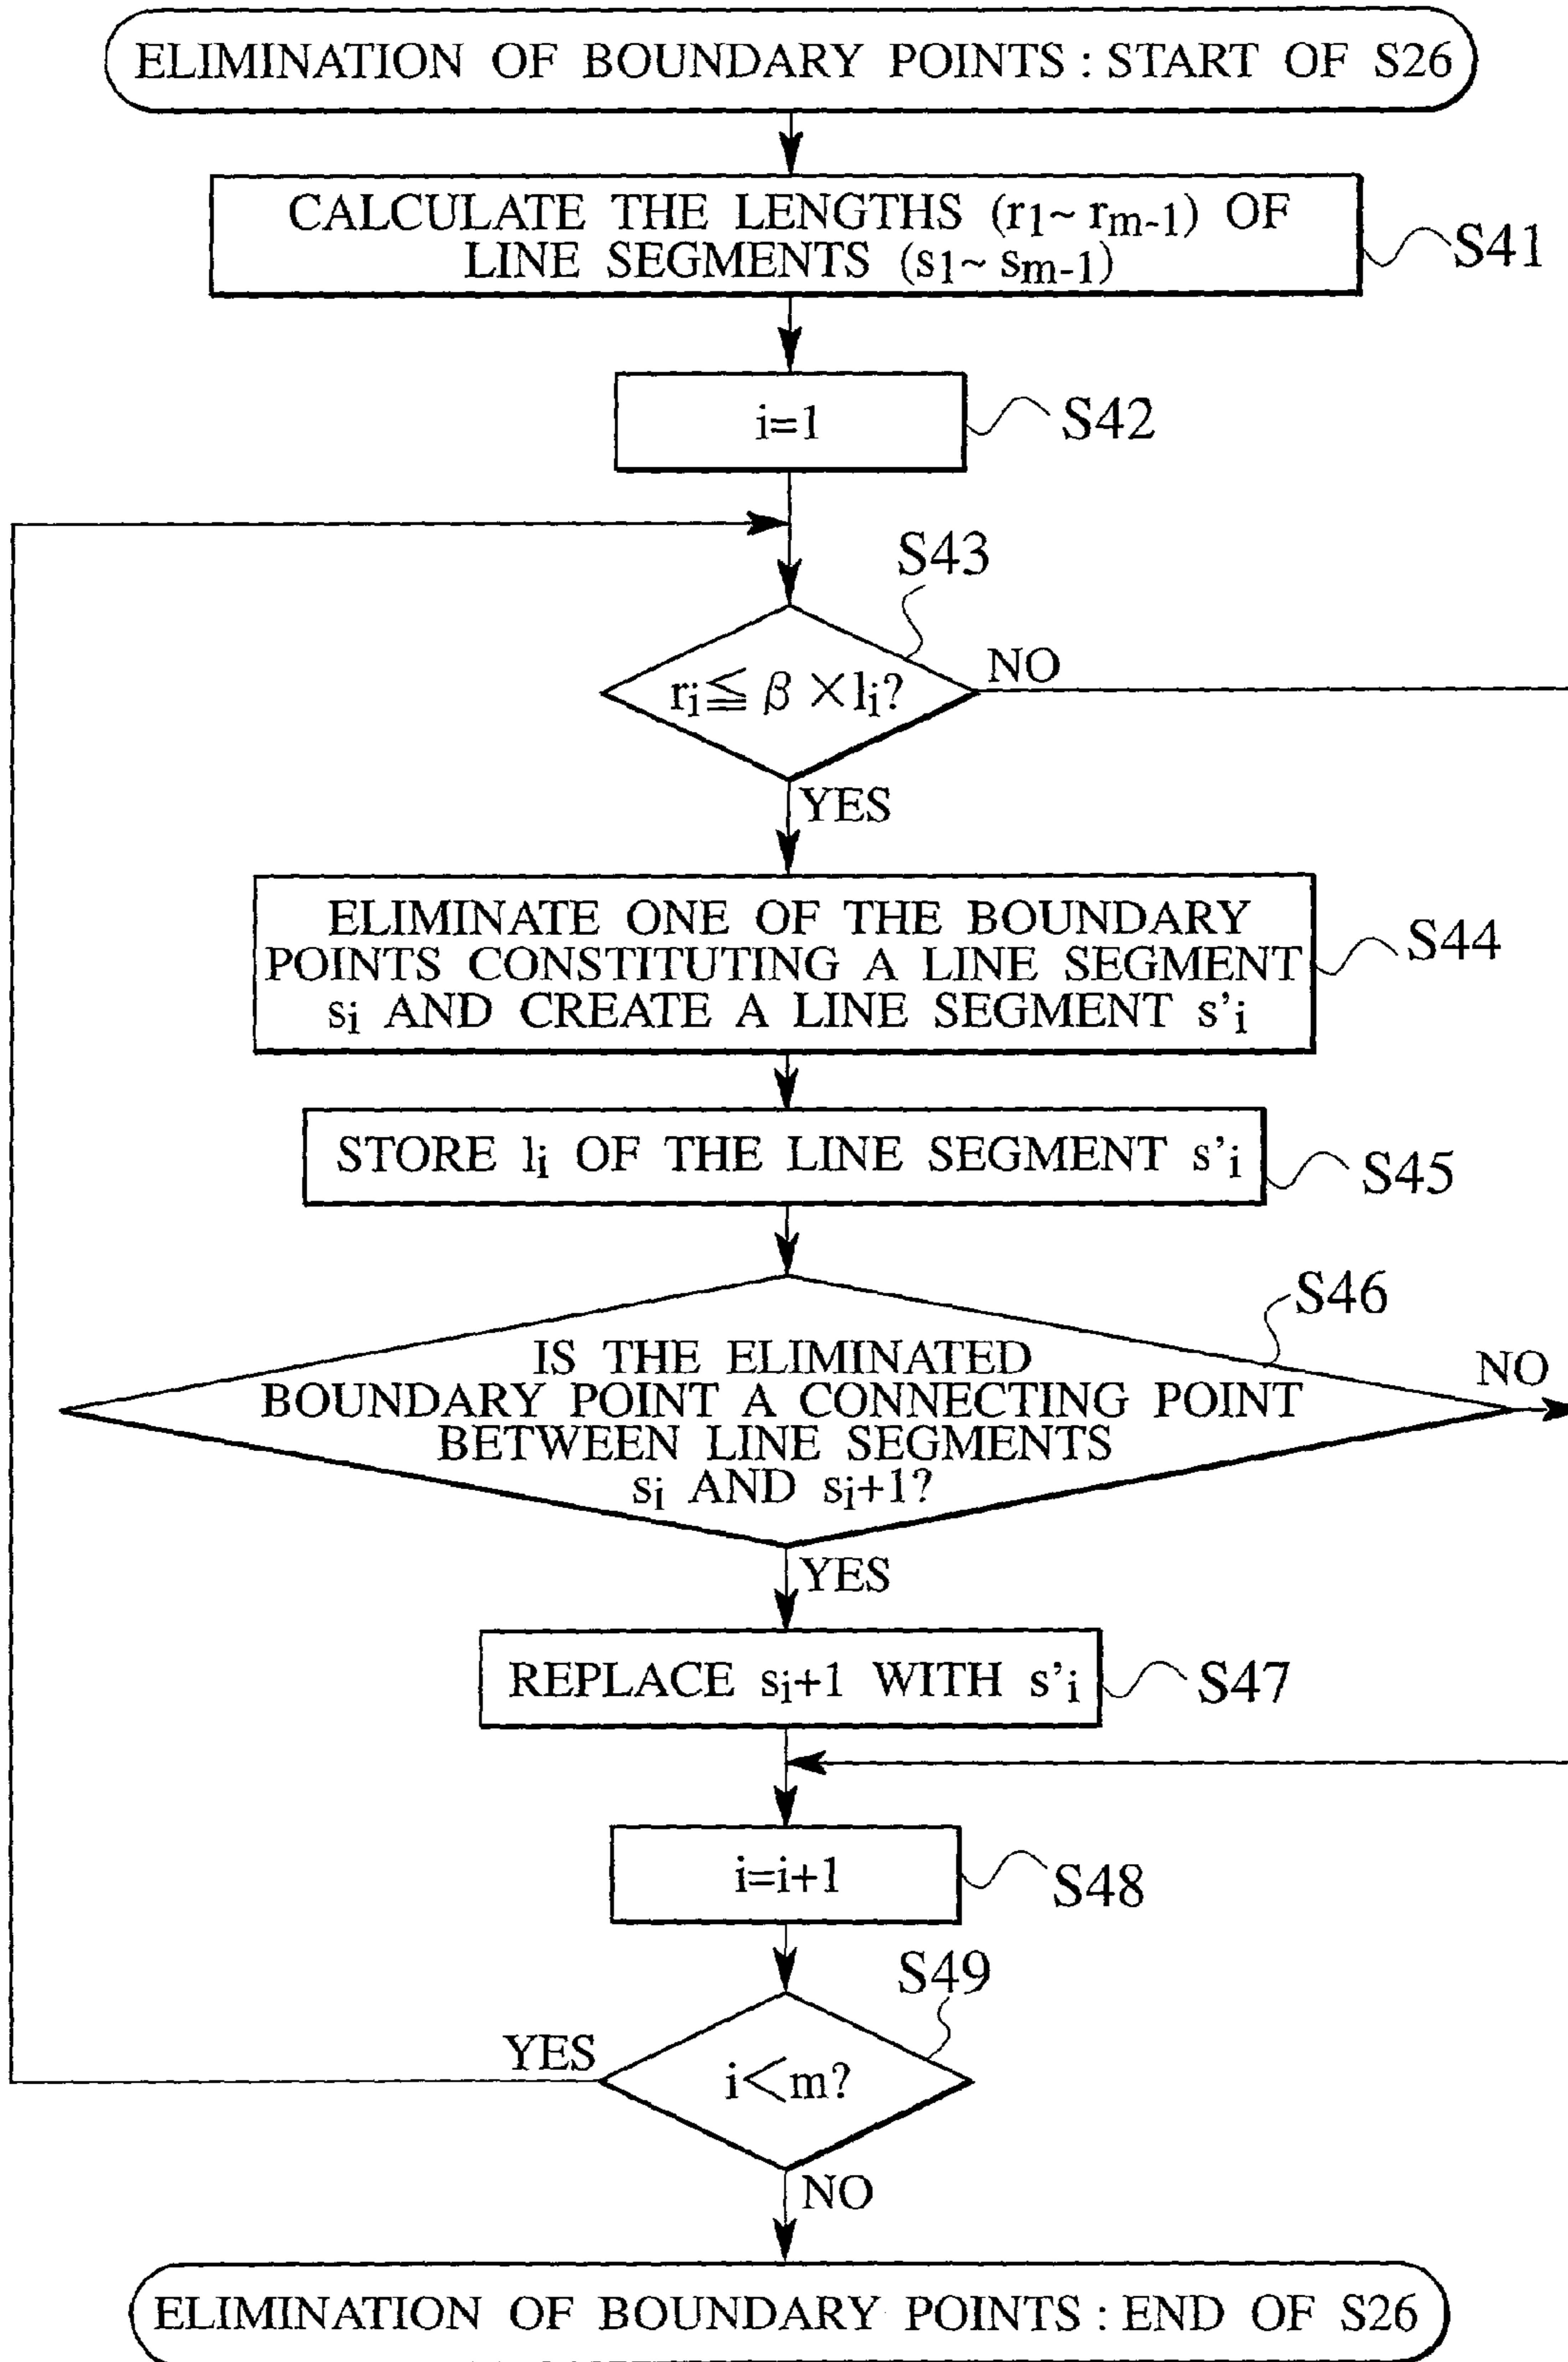 ELIMINATION OF BOUNDARY POINTS : START OF S26
CALCULATE THE LENGTHS (r1~ rm-1) OF
LINE SEGMENTS (s1~ sm-1)
S41
i=1
S42
S43
ri≦ β ×li?
NO
YES
ELIMINATE ONE OF THE BOUNDARY
POINTS CONSTITUTING A LINE SEGMENT
si AND CREATE A LINE SEGMENT s'i
S44
STORE li OF THE LINE SEGMENT s'i
S45
S46
IS THE ELIMINATED
BOUNDARY POINT A CONNECTING POINT
BETWEEN LINE SEGMENTS
si AND si+1?
NO
YES
REPLACE si+1 WITH s'i
S47
i=i+1
S48
S49
YES
i<m?
NO
ELIMINATION OF BOUNDARY POINTS : END OF S26